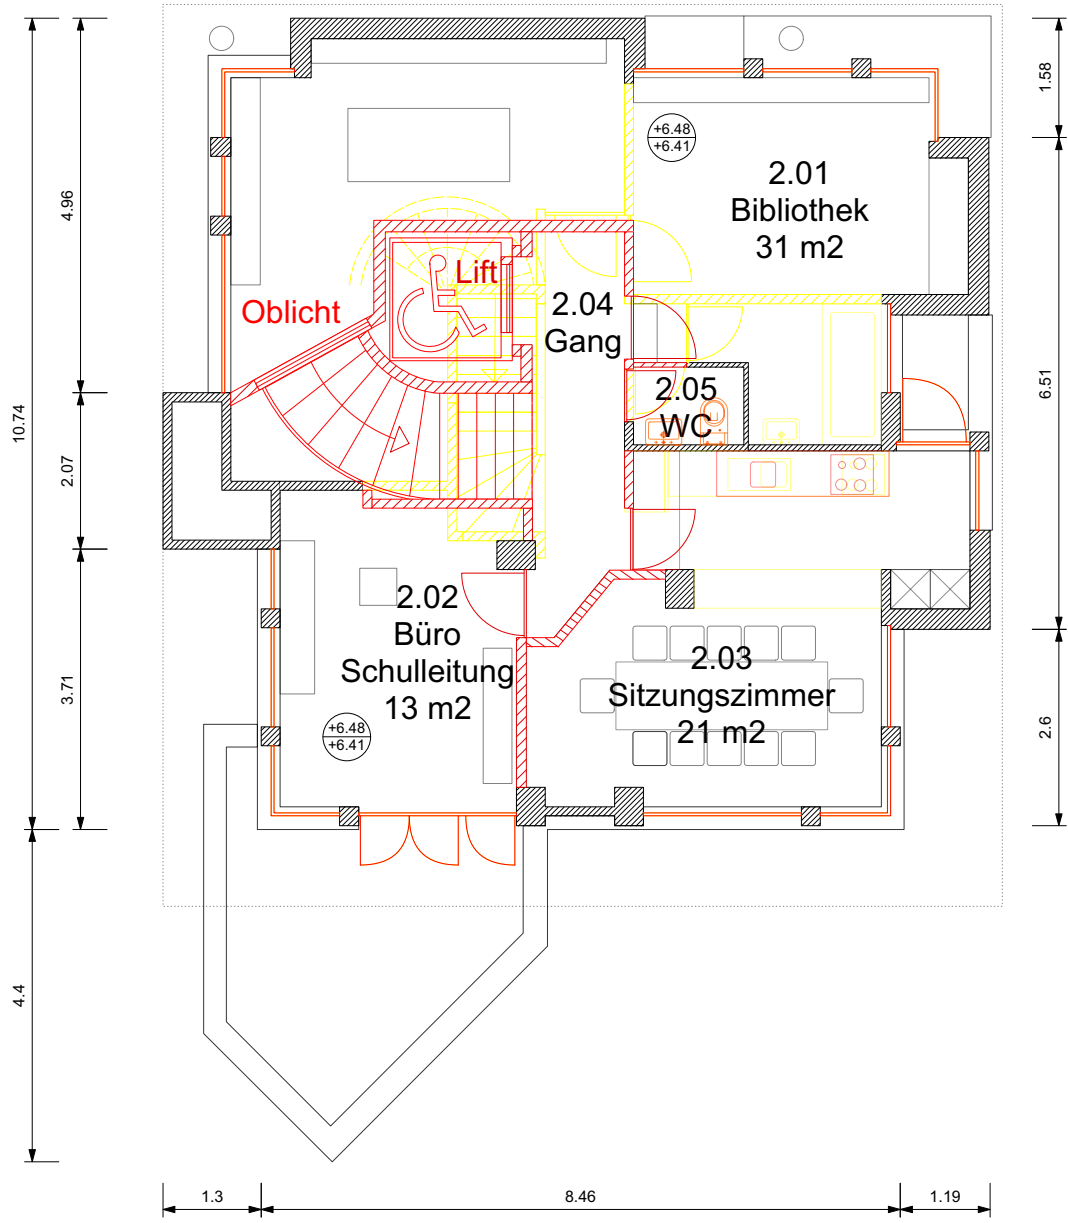 1.58
+6.48
+6.41
2.01
Bibliothek
31 m2
4.96
Lift
Oblicht
2.04
Gang
2.05
WC
6.51
10.74
2.07
2.02
Büro
Schulleitung
13 m2
2.03
Sitzungszimmer
21 m2
3.71
+6.48
+6.41
2.6
4.4
1.3
8.46
1.19